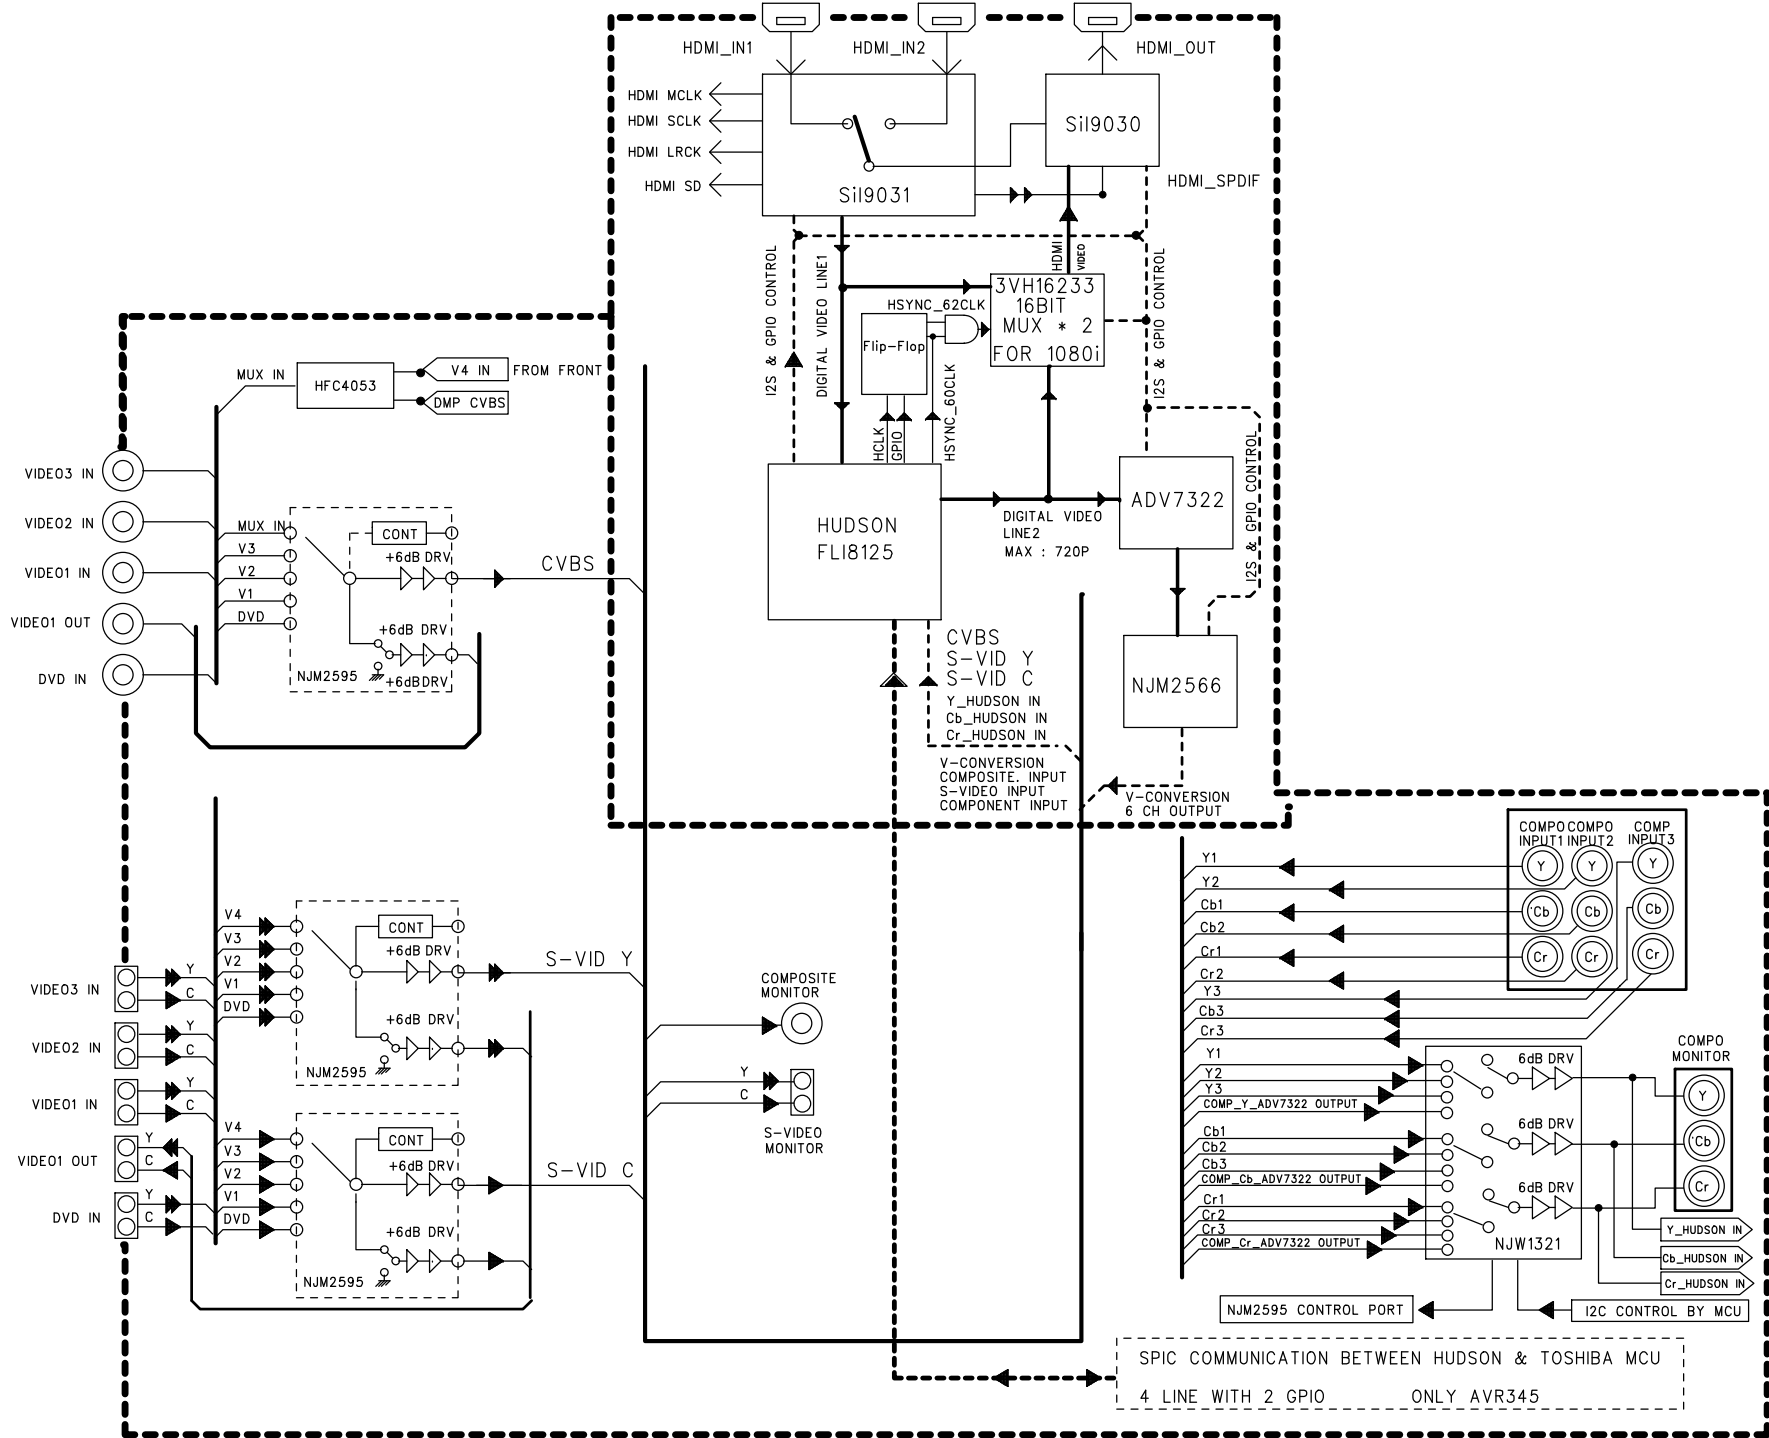 HDMI_IN1
HDMI_IN2
HDMI_OUT
HDMI MCLK
HDMI SCLK
HDMI LRCK
HDMI SD
SiI9031
SiI9030
HDMI_SPDIF
I2S & GPIO CONTROL
DIGITAL VIDEO LINE1
HDMI
VIDEO
I2S & GPIO CONTROL
3VH16233
16BIT
MUX * 2
FOR 1080i
HSYNC_62CLK
Flip-Flop
HCLK
GPIO
HSYNC_60CLK
I2S & GPIO CONTROL
HUDSON
FLI8125
DIGITAL VIDEO
LINE2
MAX : 720P
ADV7322
NJM2566
CVBS
S-VID Y
S-VID C
Y_HUDSON IN
Cb_HUDSON IN
Cr_HUDSON IN
V-CONVERSION
COMPOSITE. INPUT
S-VIDEO INPUT
COMPONENT INPUT
V-CONVERSION
6 CH OUTPUT
MUX IN
HFC4053
V4 IN
FROM FRONT
DMP CVBS
VIDEO3 IN
VIDEO2 IN
VIDEO1 IN
VIDEO1 OUT
DVD IN
MUX IN
V3
V2
V1
DVD
CONT
+6dB DRV
+6dB DRV
+6dB DRV
NJM2595
CVBS
VIDEO3 IN
Y
C
VIDEO2 IN
Y
C
VIDEO1 IN
Y
C
VIDEO1 OUT
Y
C
DVD IN
Y
C
V4
V3
V2
V1
DVD
CONT
+6dB DRV
+6dB DRV
NJM2595
S-VID Y
V4
V3
V2
V1
DVD
CONT
+6dB DRV
+6dB DRV
NJM2595
S-VID C
COMPOSITE
MONITOR
Y
C
S-VIDEO
MONITOR
COMPO
INPUT1
COMPO
INPUT2
COMP
INPUT3
Y
Y
Y
Cb
Cb
Cb
Cr
Cr
Cr
Y1
Y2
Cb1
Cb2
Cr1
Cr2
Y3
Cb3
Cr3
Y1
Y2
Y3
COMP_Y_ADV7322 OUTPUT
Cb1
Cb2
Cb3
COMP_Cb_ADV7322 OUTPUT
Cr1
Cr2
Cr3
COMP_Cr_ADV7322 OUTPUT
6dB DRV
6dB DRV
6dB DRV
NJW1321
COMPO
MONITOR
Y
Cb
Cr
Y_HUDSON IN
Cb_HUDSON IN
Cr_HUDSON IN
NJM2595 CONTROL PORT
I2C CONTROL BY MCU
SPIC COMMUNICATION BETWEEN HUDSON & TOSHIBA MCU
4 LINE WITH 2 GPIO ONLY AVR345